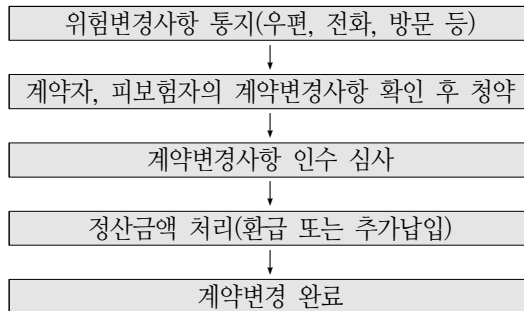 위험변경사항 통지(우편, 전화, 방문 등)
계약자, 피보험자의 계약변경사항 확인 후 청약
계약변경사항 인수 심사
정산금액 처리(환급 또는 추가납입)
계약변경 완료